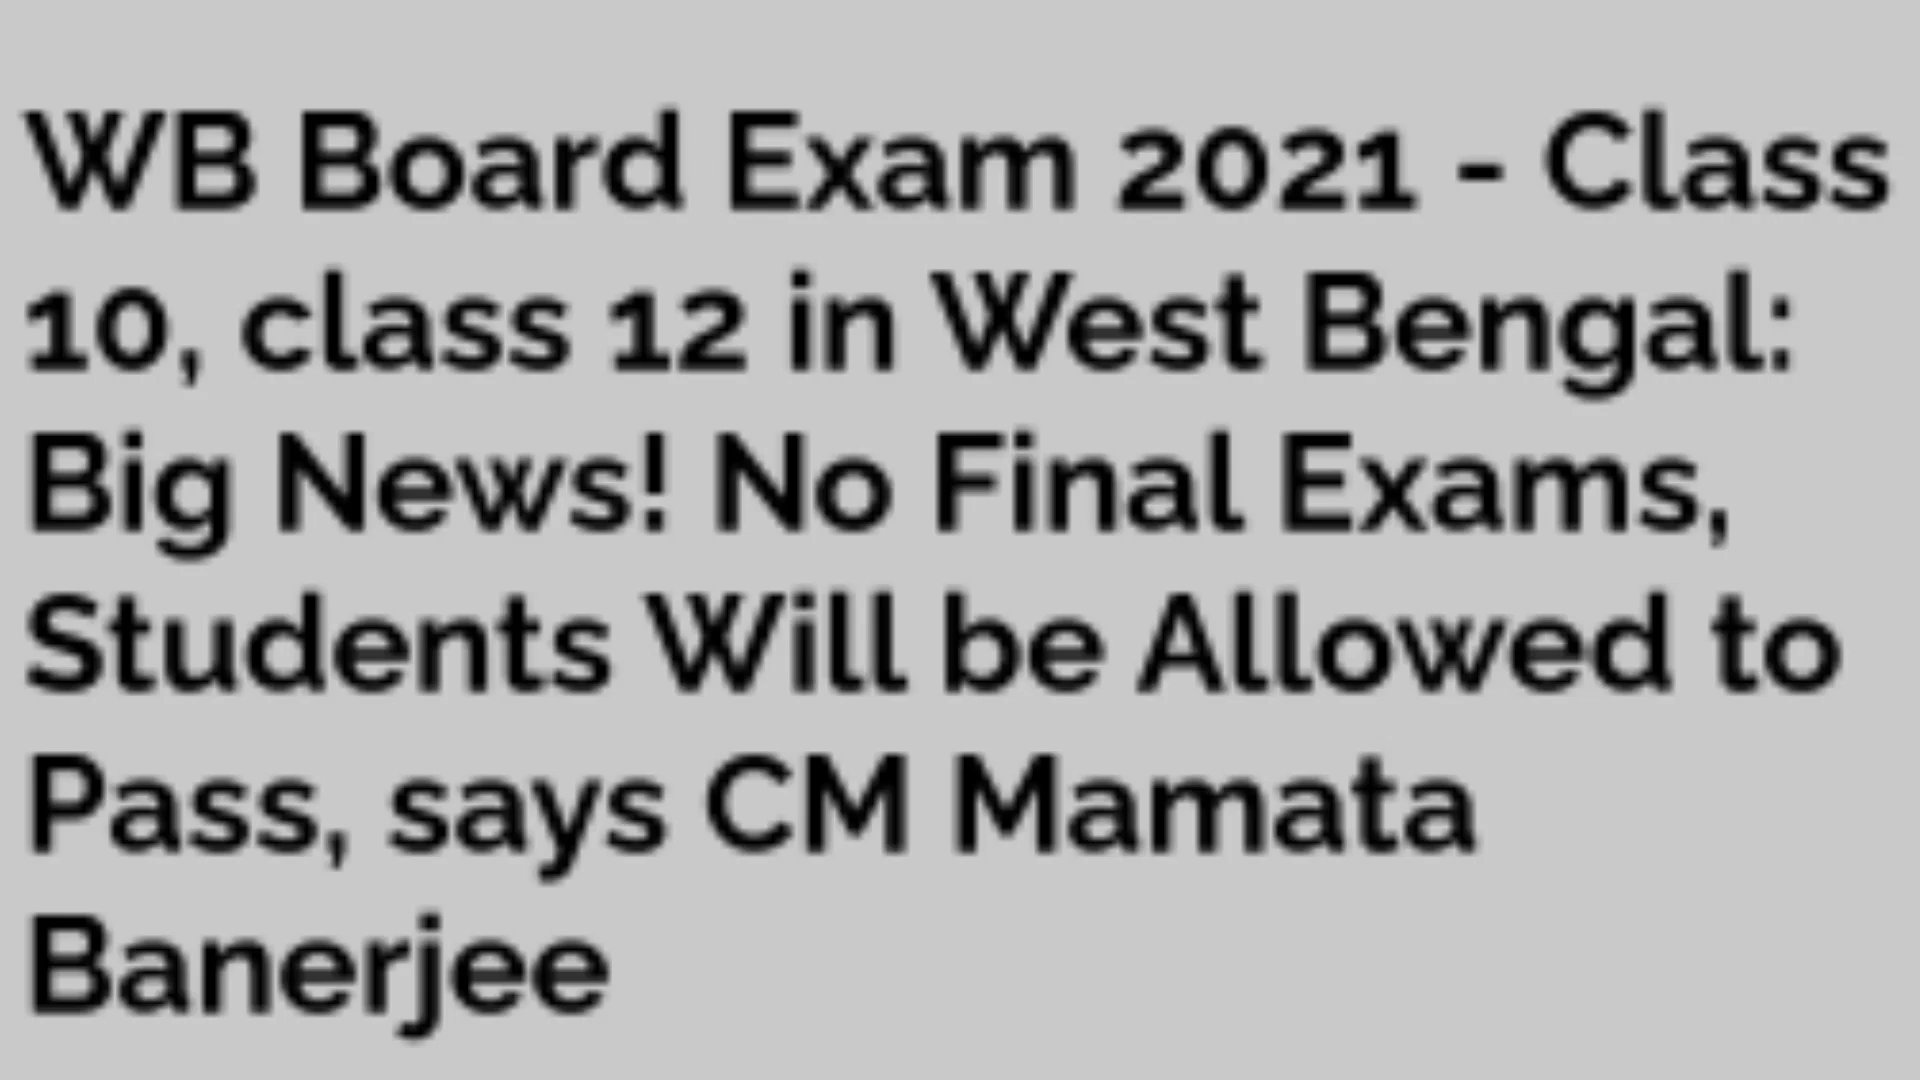 WB Board Exam 2021 - Class
10, class 12 in West Bengal:
Big News! No Final Exams,
Students Will be Allowed to
Pass, says CM Mamata
Banerjee